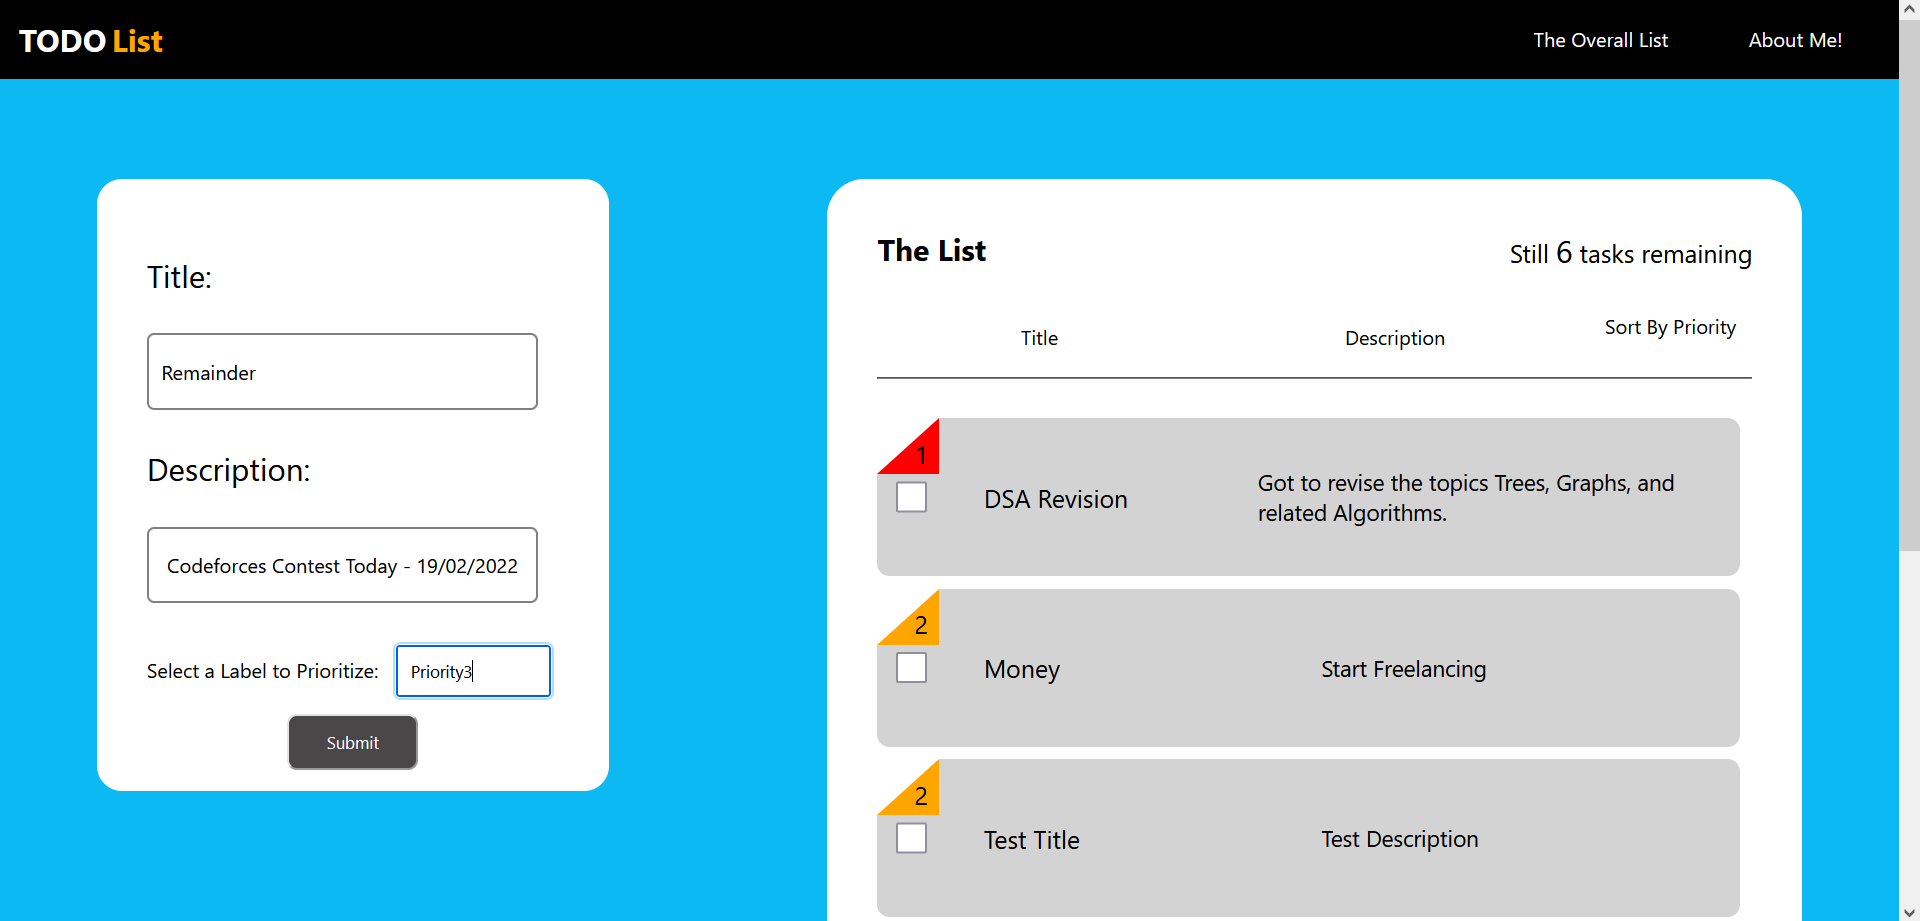 TODO List
The Overall List
About Me!
Title:
Remainder
Description:
Codeforces Contest Today - 19/02/2022
Select a Label to Prioritize:
Priority3
Submit
The List
Still 6 tasks remaining
Title
Description
Sort By Priority
1
DSA Revision
Got to revise the topics Trees, Graphs, and
related Algorithms.
2
Money
Start Freelancing
2
Test Title
Test Description